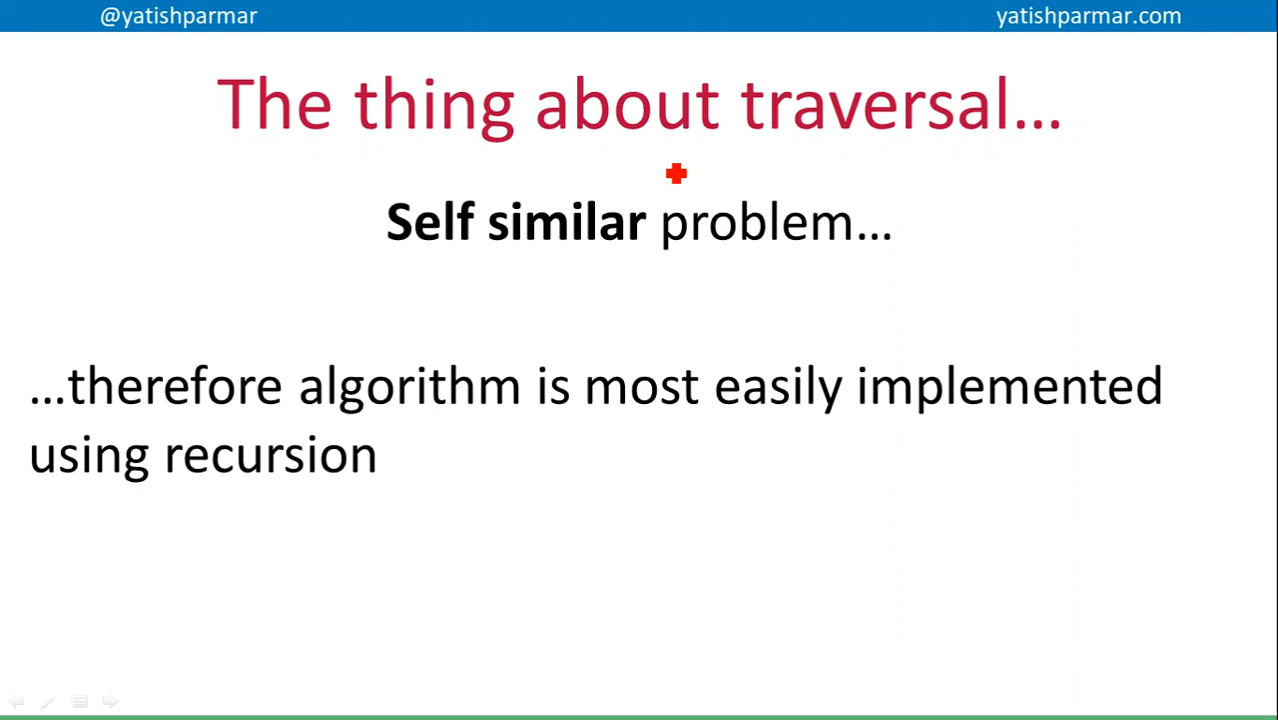 @yatishparmar
yatishparmar.com
The thing about traversal...
Self similar problem...
...therefore algorithm is most easily implemented
using recursion